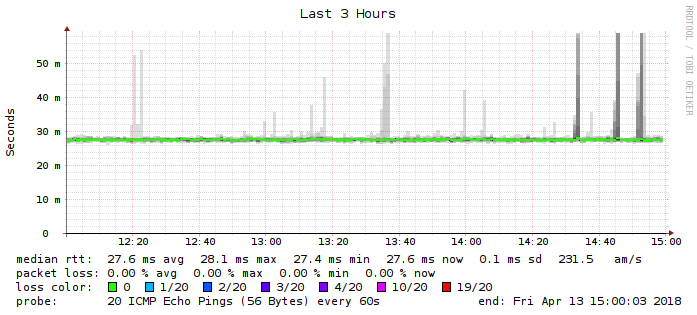 Last 3 Hours
RRDTOOL / TOBI OETIKER
Seconds
50 m
40 m
30 m
20 m
10 m
0
12:20 12:40 13:00 13:20 13:40 14:00 14:20 14:40 15:00
median rtt: 27.6 ms avg 28.1 ms max 27.4 ms min 27.6 ms now 0.1 ms sd 231.5 am/s
packet loss: 0.00 % avg 0.00 % max 0.00 % min 0.00 % now
loss color: 0 1/20 2/20 3/20 4/20 10/20 19/20
probe: 20 ICMP Echo Pings (56 Bytes) every 60s end: Fri Apr 13 15:00:03 2018